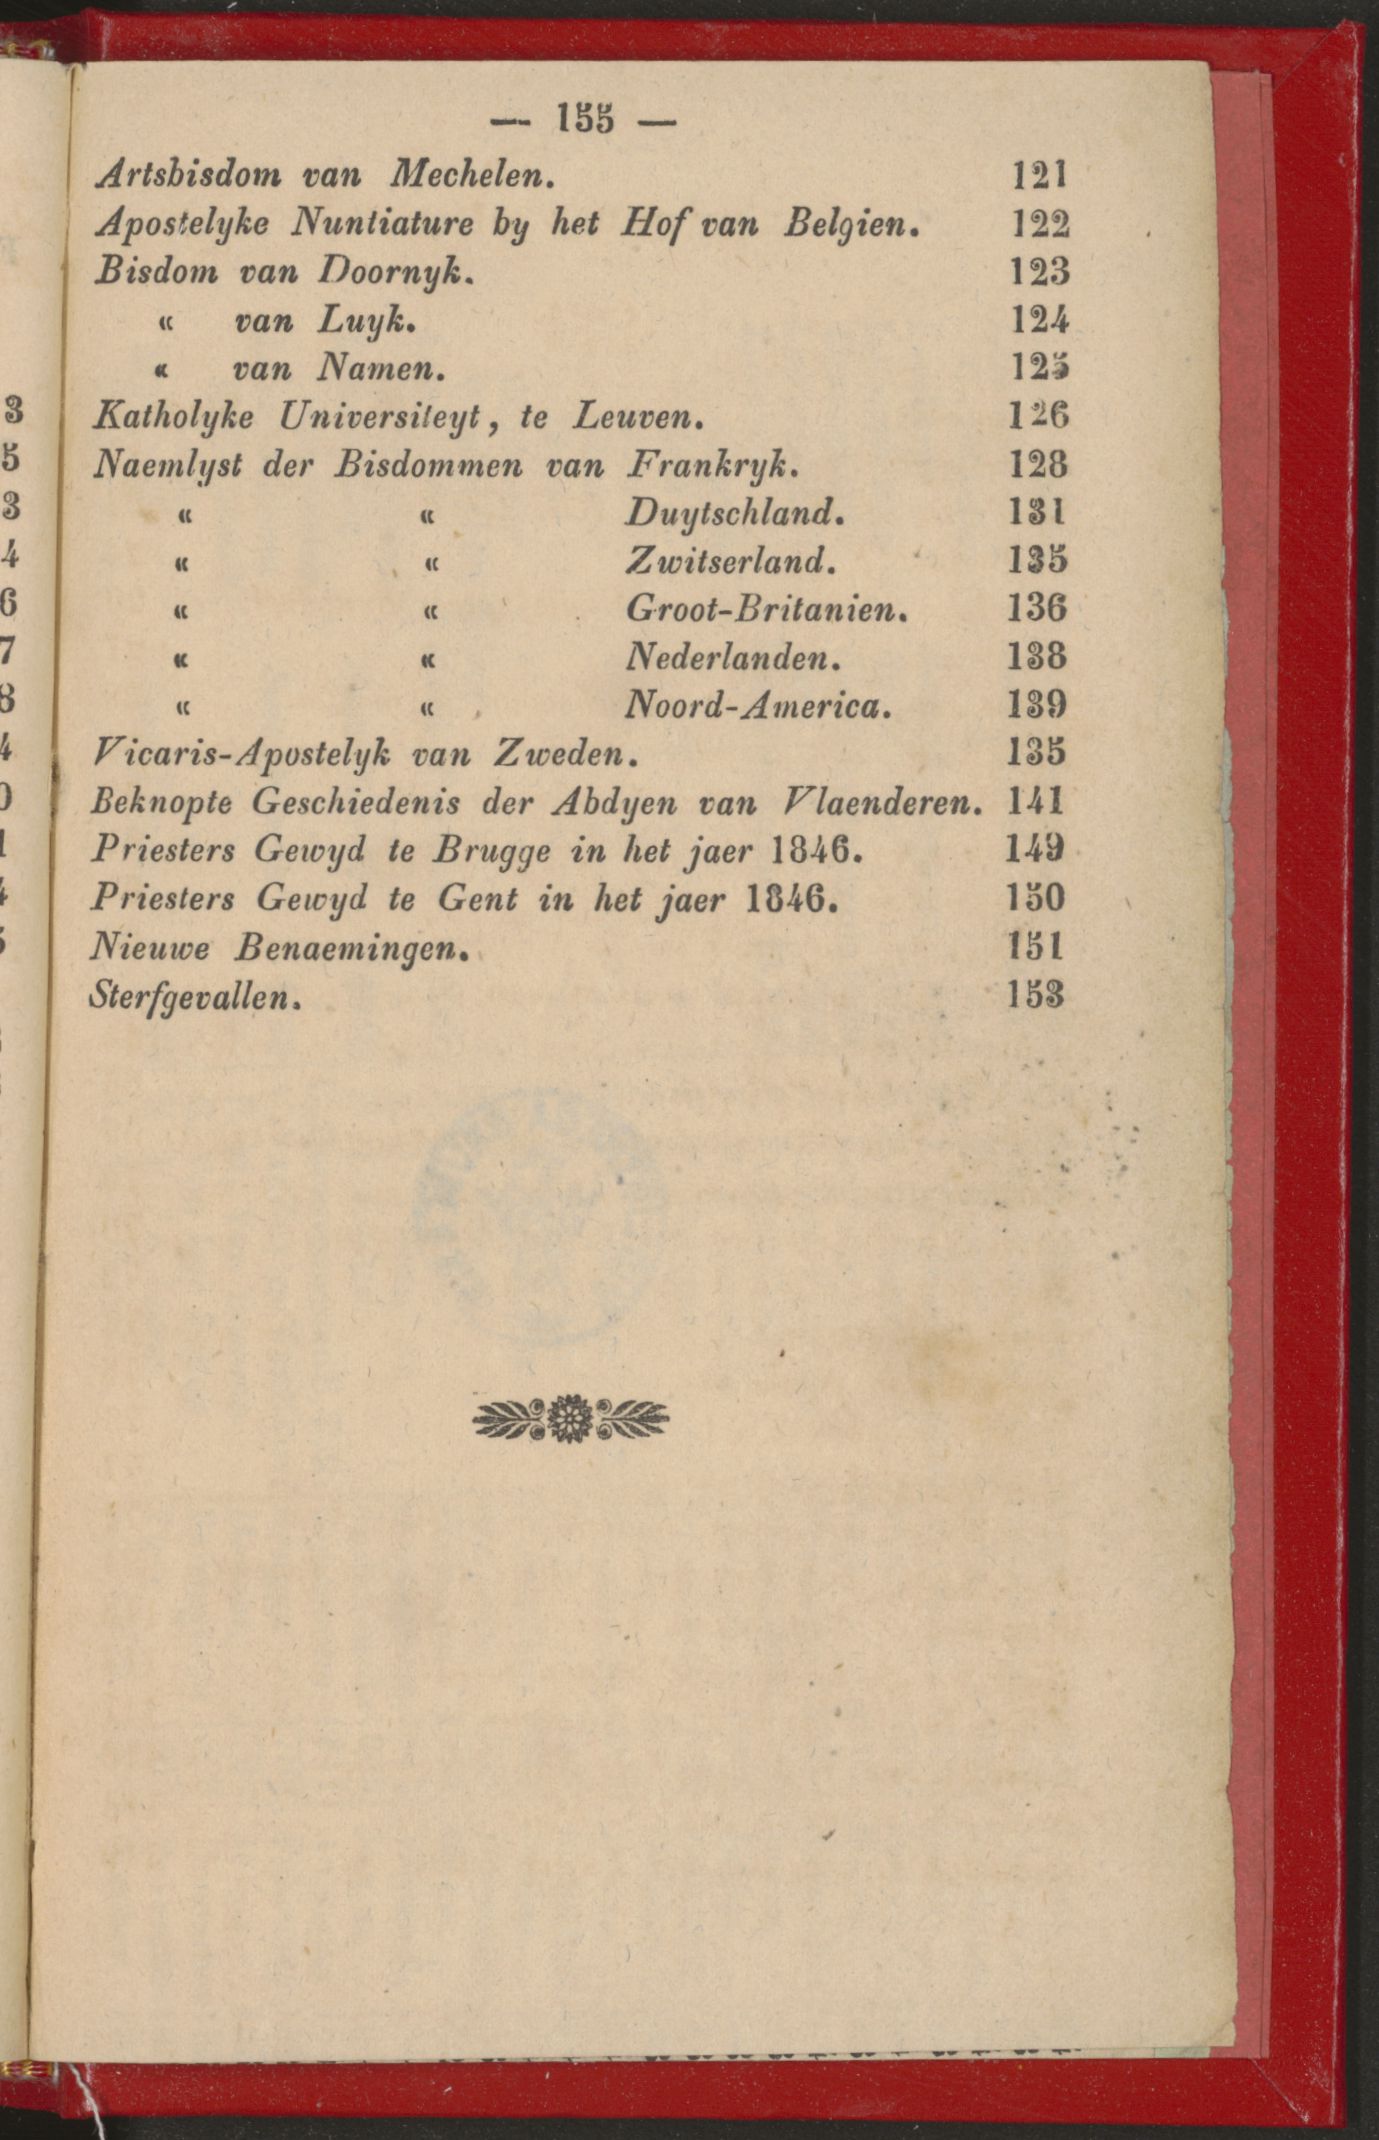 — 155 —
Artsbisdom van Mechelen. 121
Apostelyke Nuntiature by het Hof van Belgien. 122
Bisdom van Doornyk. 123
« van Luyk. 124
« van Namen. 125
Katholyke Universiteyt, te Leuven. 126
Naemlyst der Bisdommen van Frankryk. 128
« « Duytschland. 131
« « Zwitserland. 135
« « Groot-Britanien. 136
« « Nederlanden. 138
« « Noord-America. 139
Vicaris-Apostelyk van Zweden. 135
Beknopte Geschiedenis der Abdyen van Vlaenderen. 141
Priesters Gewyd te Brugge in het jaer 1846. 149
Priesters Gewyd te Gent in het jaer 1846. 150
Nieuwe Benaemingen. 151
Sterfgevallen. 153